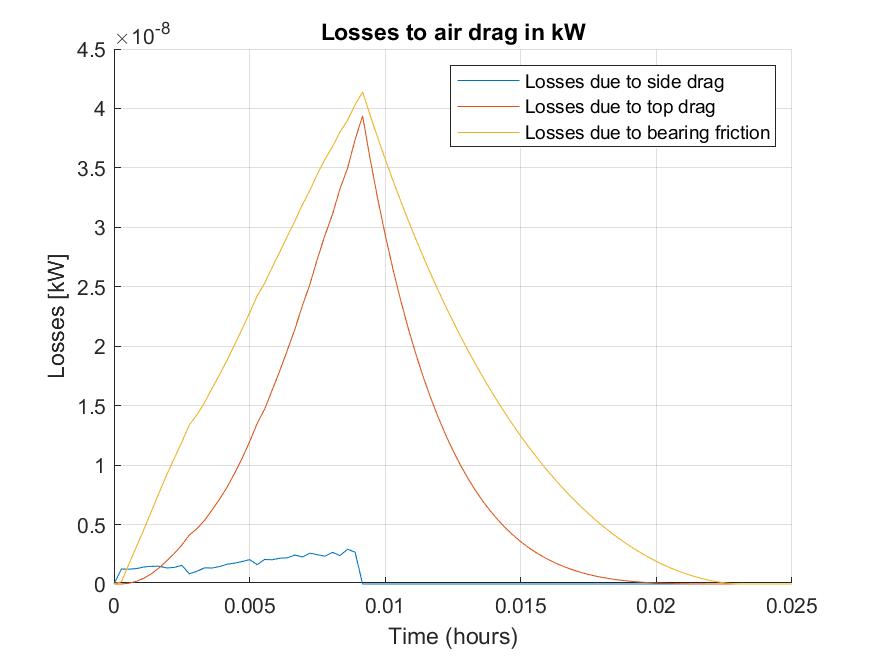 Losses to air drag in kW
×10-8
4.5
4
3.5
3
2.5
2
1.5
1
0.5
0
Losses [kW]
Losses due to side drag
Losses due to top drag
Losses due to bearing friction
0 0.005 0.01 0.015 0.02 0.025
Time (hours)